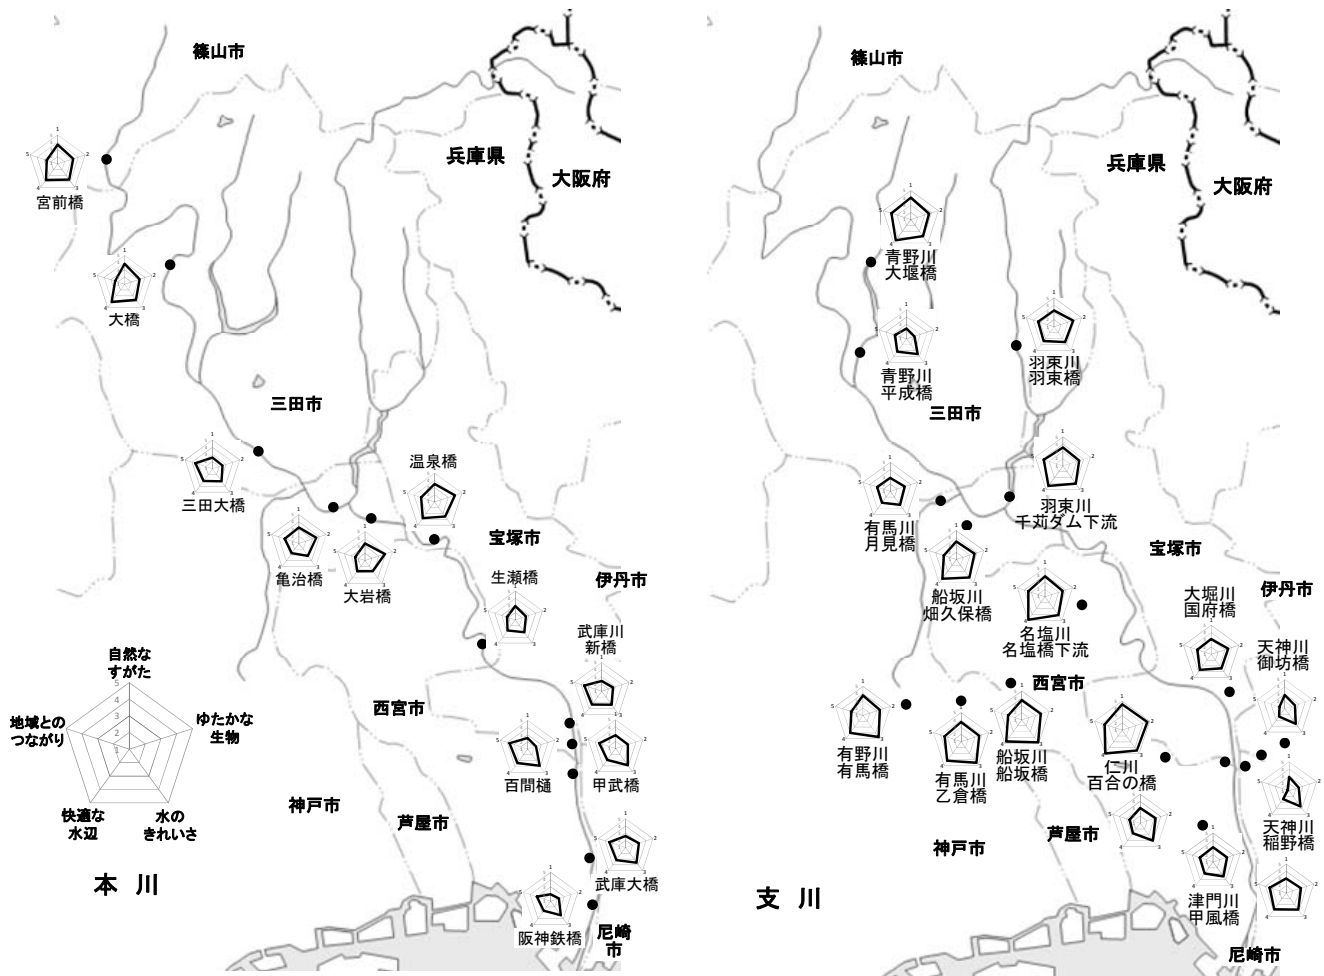 篠山市
兵庫県
大阪府
宮前橋
大橋
三田市
三田大橋
温泉橋
亀治橋
大岩橋
宝塚市
生瀬橋
伊丹市
武庫川
新橋
自然な
すがた
5
4
3
2
1
ゆたかな
生物
地域との
つながり
快適な
水辺
水の
きれいさ
西宮市
百間樋
甲武橋
神戸市
芦屋市
武庫大橋
本 川
阪神鉄橋
尼崎
市
篠山市
兵庫県
大阪府
青野川
大堰橋
青野川
平成橋
羽束川
羽束橋
三田市
有馬川
月見橋
羽束川
千苅ダム下流
宝塚市
船坂川
畑久保橋
名塩川
名塩橋下流
大堀川
国府橋
伊丹市
天神川
御坊橋
西宮市
有野川
有馬橋
有馬川
乙倉橋
船坂川
船坂橋
仁川
百合の橋
天神川
稲野橋
神戸市
芦屋市
津門川
甲風橋
支 川
尼崎市